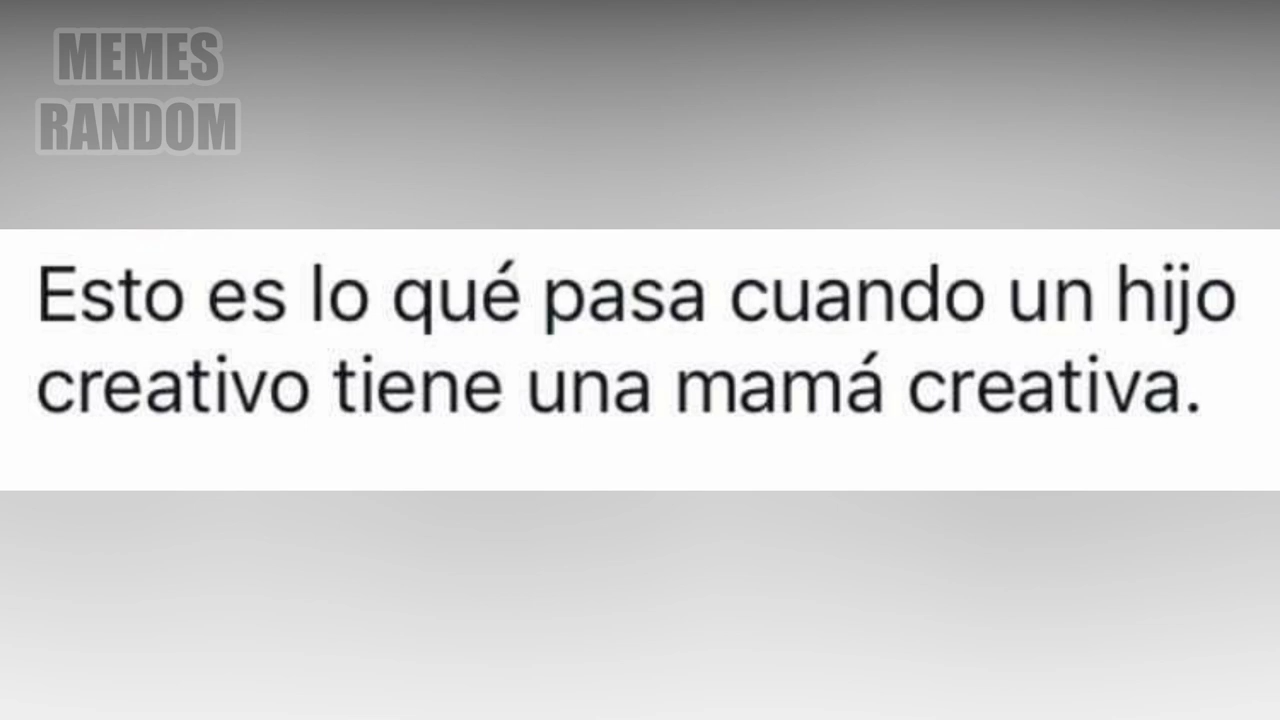 MEMES
RANDOM
Esto es lo qué pasa cuando un hijo
creativo tiene una mamá creativa.